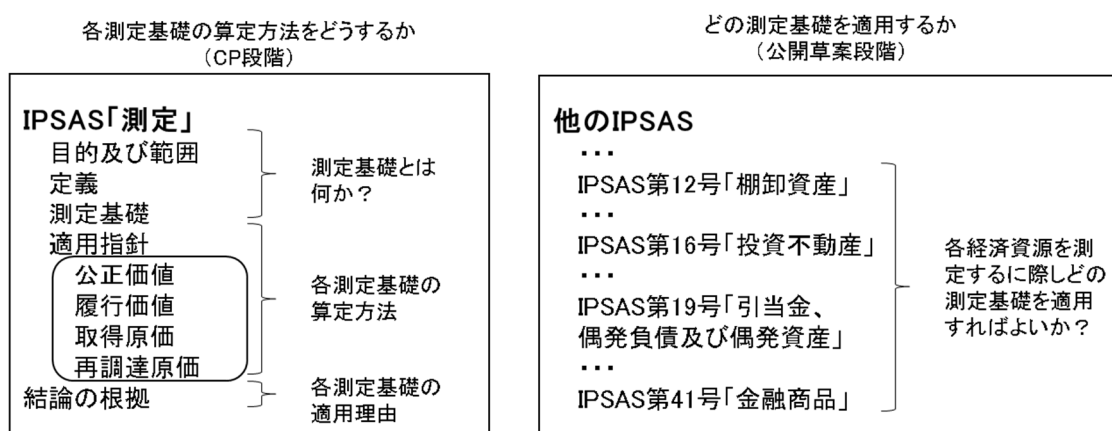 各測定基礎の算定方法をどうするか
（CP段階）
IPSAS「測定」
目的及び範囲
定義
測定基礎
適用指針
公正価値
履行価値
取得原価
再調達原価
結論の根拠
測定基礎とは
何か？
各測定基礎の
算定方法
各測定基礎の
適用理由
どの測定基礎を適用するか
（公開草案段階）
他のIPSAS
・・・
IPSAS第12号「棚卸資産」
・・・
IPSAS第16号「投資不動産」
・・・
IPSAS第19号「引当金、
偶発負債及び偶発資産」
・・・
IPSAS第41号「金融商品」
各経済資源を測
定するに際しどの
測定基礎を適用
すればよいか？